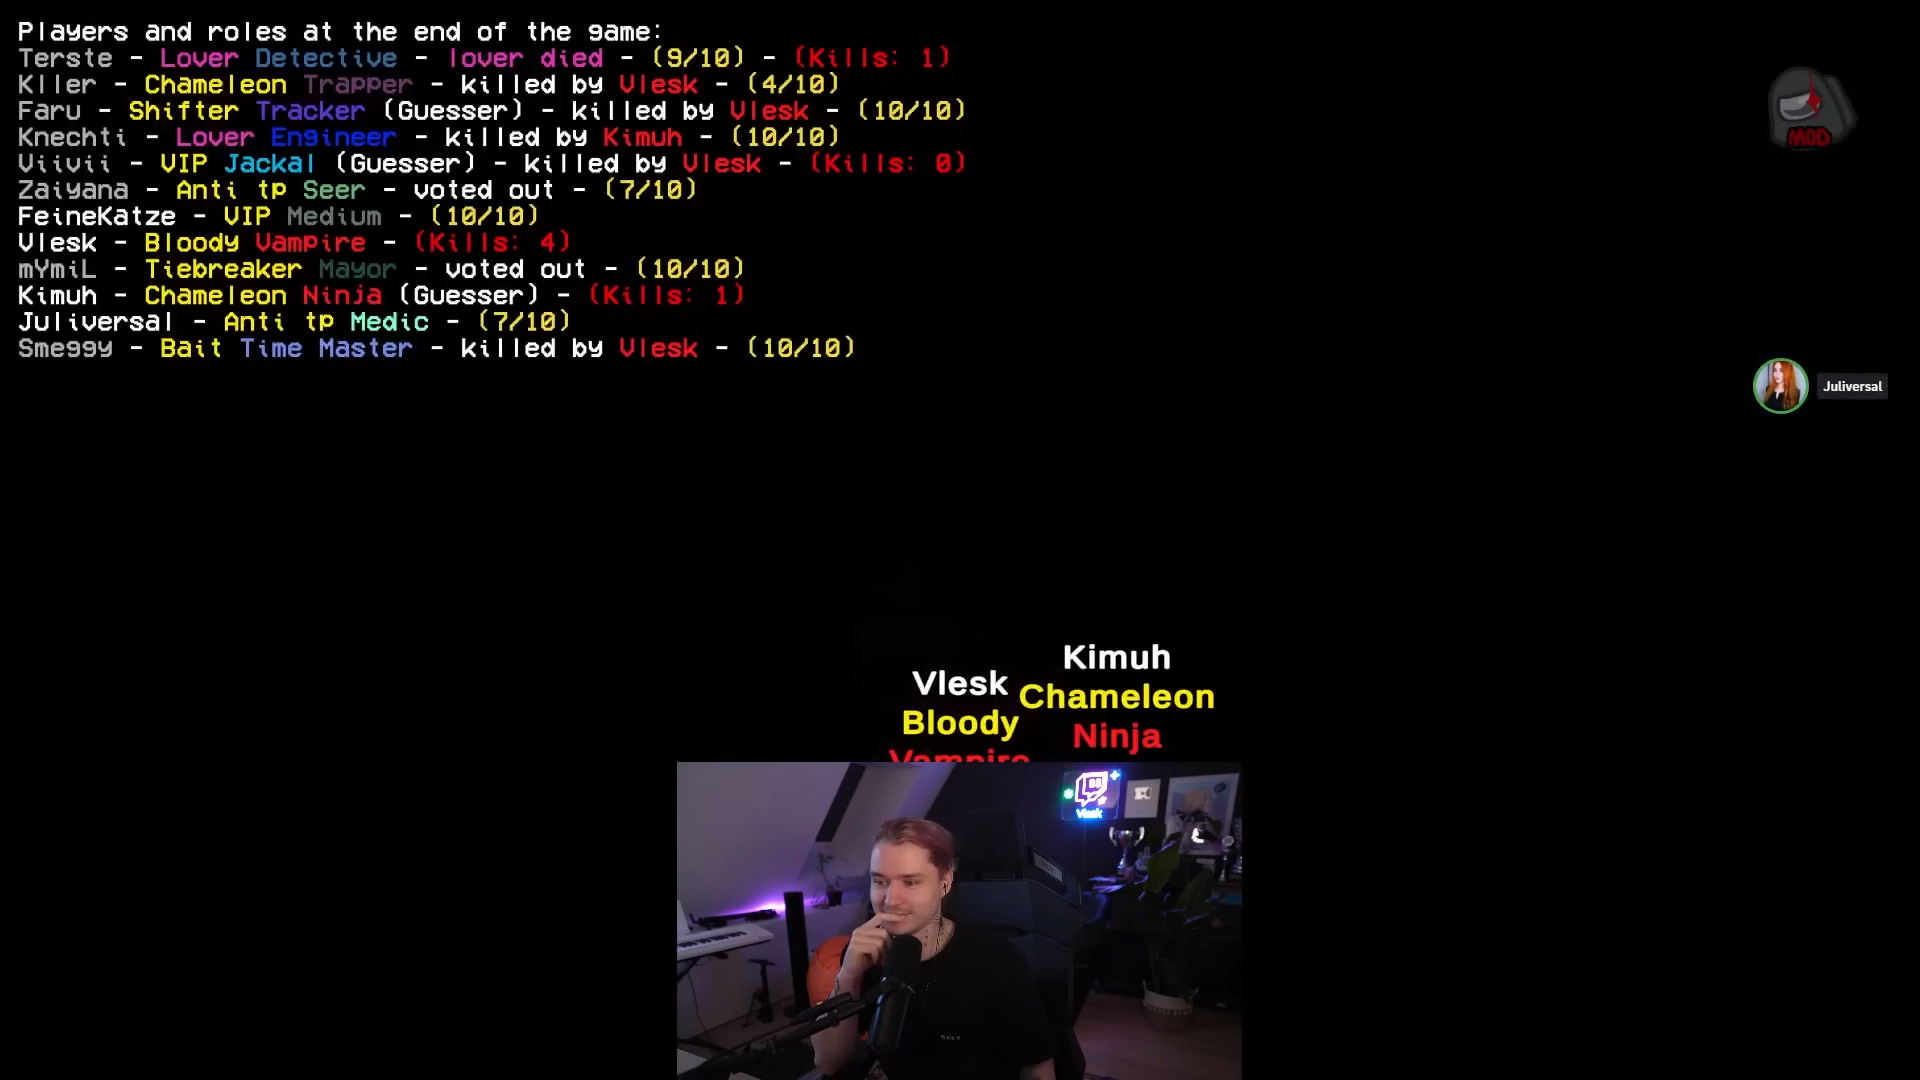 Players and roles at the end of the game:
Terste - Lover Detective - lover died - (9/10) - (Kills: 1)
Kller - Chameleon Trapper - killed by Vlesk - (4/10)
Faru - Shifter Tracker (Guesser) - killed by Vlesk - (10/10)
Knechti - Lover Engineer - killed by Kimuh - (10/10)
Viivii - VIP Jackal (Guesser) - killed by Vlesk - (Kills: 0)
Zaiyana - Anti tp Seer - voted out - (7/10)
FeineKatze - VIP Medium - (10/10)
Vlesk - Bloody Vampire - (Kills: 4)
mYmiL - Tiebreaker Mayor - voted out - (10/10)
Kimuh - Chameleon Ninja (Guesser) - (Kills: 1)
Juliversal - Anti tp Medic - (7/10)
Smeggy - Bait Time Master - killed by Vlesk - (10/10)
MOD
Juliversal
Kimuh
Chameleon
Ninja
Vlesk
Bloody
Vampire
Vlesk